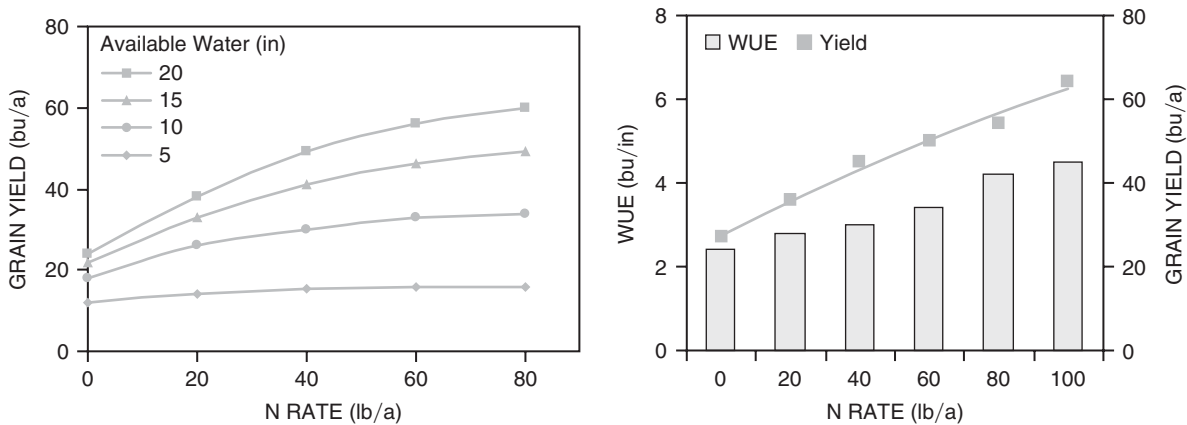 Available Water (in)
20
15
10
5
GRAIN YIELD (bu/a)
80
60
40
20
0
0 20 40 60 80
N RATE (lb/a)
WUE Yield
WUE (bu/in)
8
6
4
2
0
GRAIN YIELD (bu/a)
80
60
40
20
0
0 20 40 60 80 100
N RATE (lb/a)